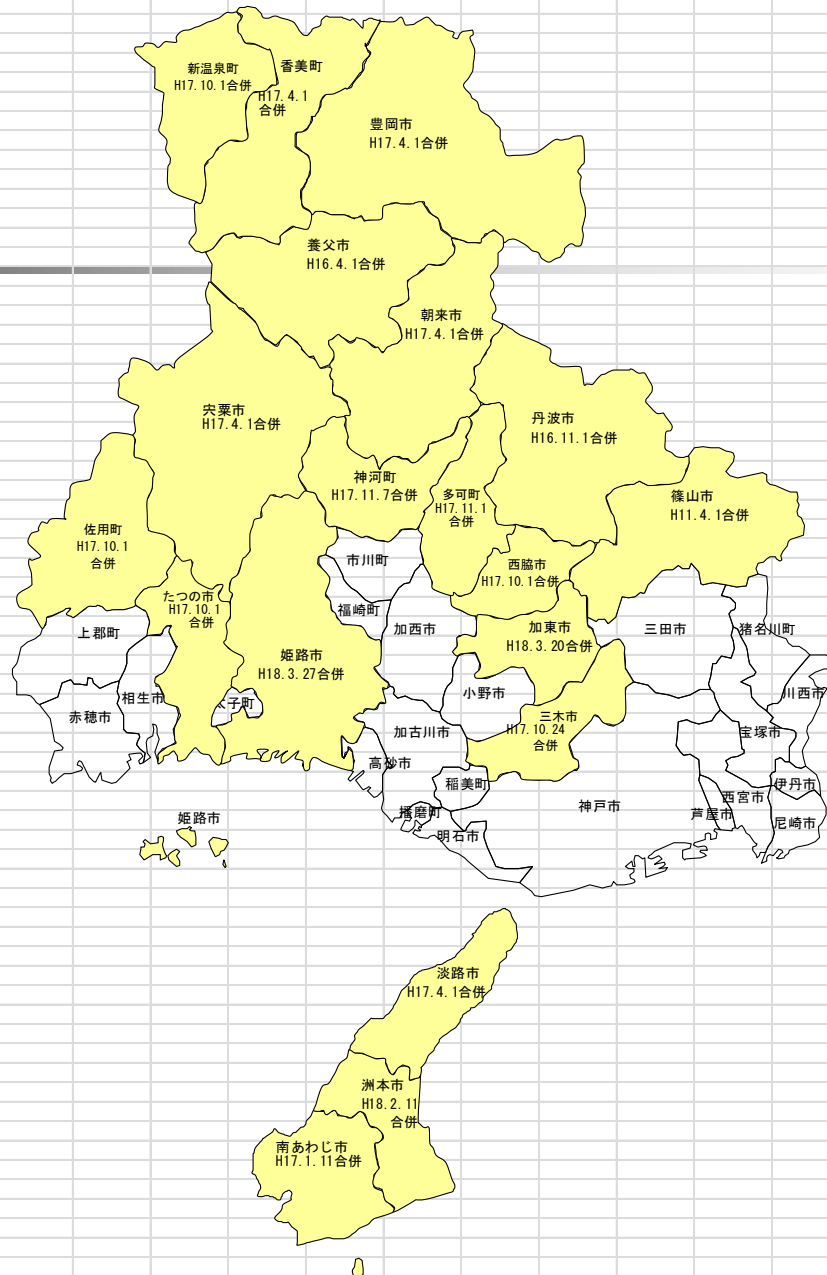 新温泉町
H17.10.1合併
香美町
H17.4.1
合併
豊岡市
H17.4.1合併
養父市
H16.4.1合併
朝来市
H17.4.1合併
宍粟市
H17.4.1合併
丹波市
H16.11.1合併
神河町
H17.11.7合併
多可町
H17.11.1
合併
篠山市
H11.4.1合併
佐用町
H17.10.1
合併
市川町
西脇市
H17.10.1合併
たつの市
H17.10.1
合併
福崎町
加西市
加東市
H18.3.20合併
三田市
猪名川町
上郡町
姫路市
H18.3.27合併
相生市
太子町
小野市
川西市
赤穂市
三木市
H17.10.24
合併
加古川市
宝塚市
高砂市
稲美町
伊丹市
西宮市
神戸市
芦屋市
播磨町
姫路市
明石市
尼崎市
淡路市
H17.4.1合併
洲本市
H18.2.11
合併
南あわじ市
H17.1.11合併